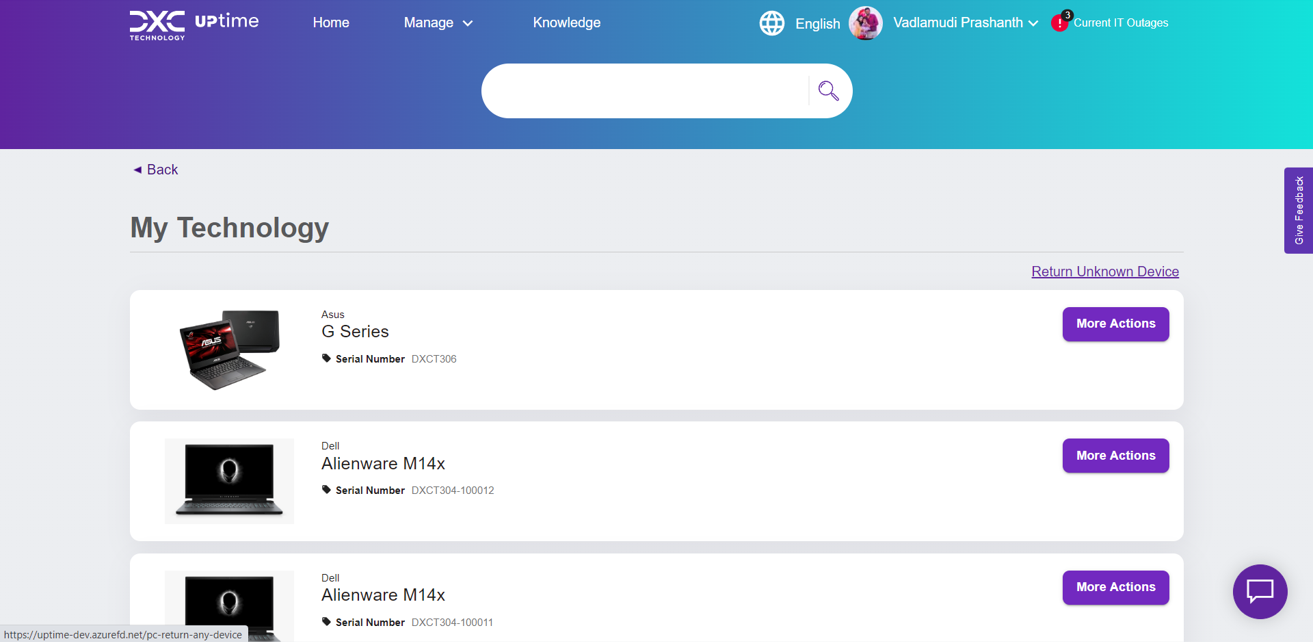 DXC TECHNOLOGY UPtime
Home
Manage
Knowledge
English
Vadlamudi Prashanth
3
Current IT Outages
◄ Back
Give Feedback
My Technology
Return Unknown Device
Asus
G Series
Serial Number DXCT306
More Actions
ASUS
Dell
Alienware M14x
Serial Number DXCT304-100012
More Actions
Dell
Alienware M14x
Serial Number DXCT304-100011
More Actions
https://uptime-dev.azurefd.net/pc-return-any-device